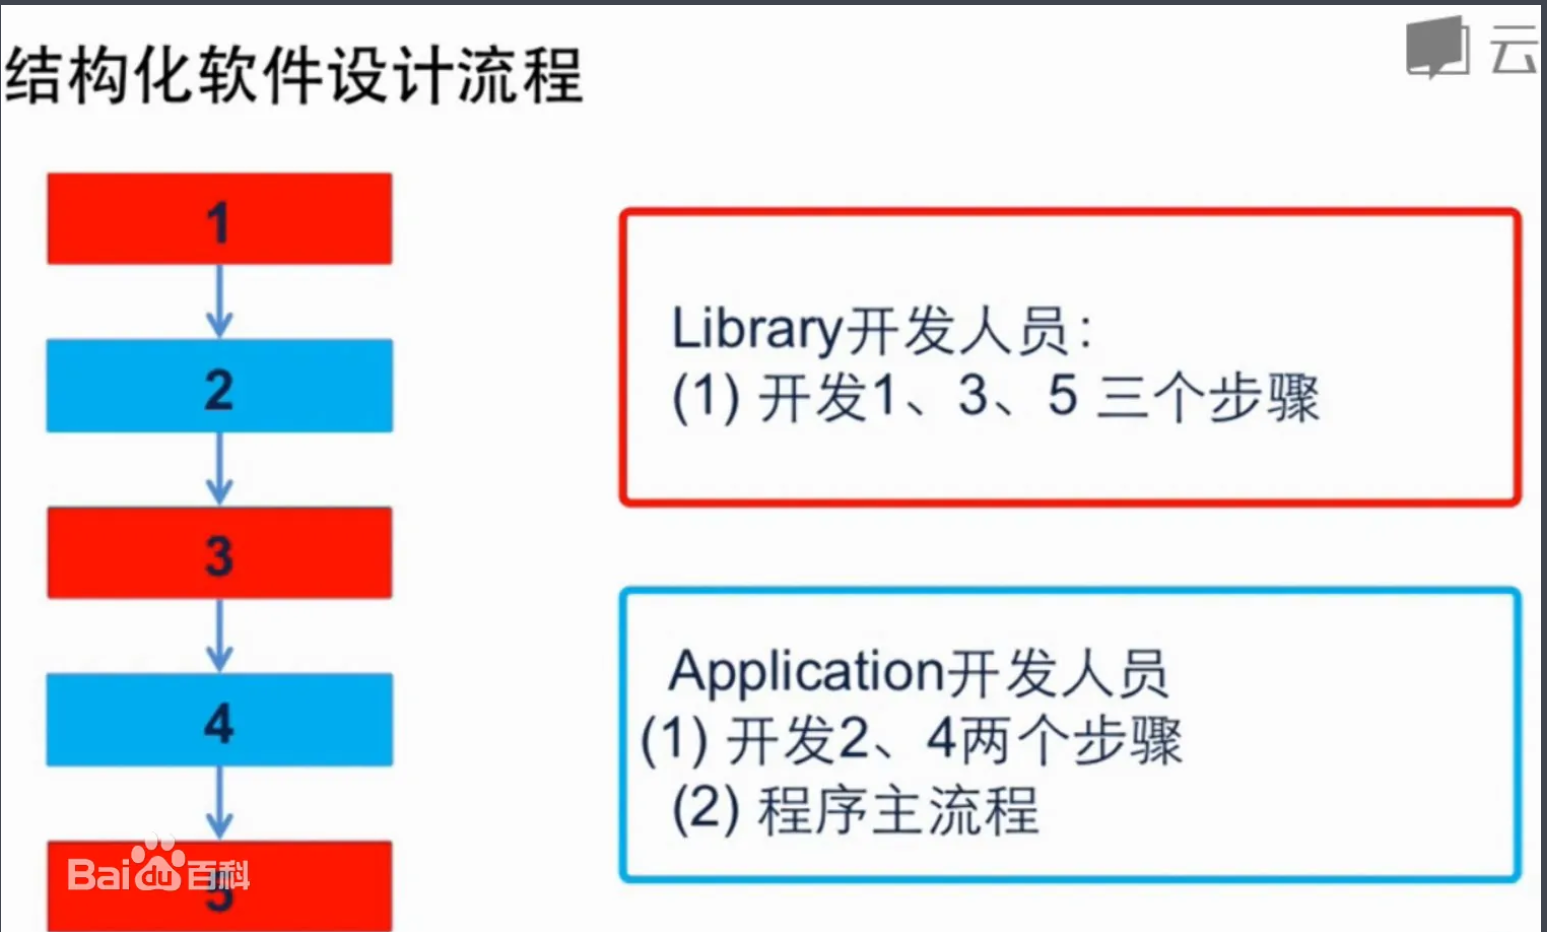 结构化软件设计流程
云
1
2
3
4
5
Library开发人员：
(1) 开发1、3、5 三个步骤
Application开发人员
(1) 开发2、4两个步骤
(2) 程序主流程
Baidu百科